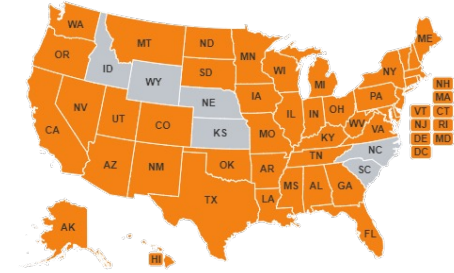 WA
OR
CA
NV
ID
MT
WY
UT
AZ
CO
NM
ND
SD
NE
KS
OK
TX
MN
IA
MO
AR
LA
WI
IL
MI
IN
OH
KY
TN
MS
AL
GA
FL
SC
NC
VA
WV
PA
NY
ME
NH
MA
VT CT
NJ RI
DE MD
DC
AK
HI